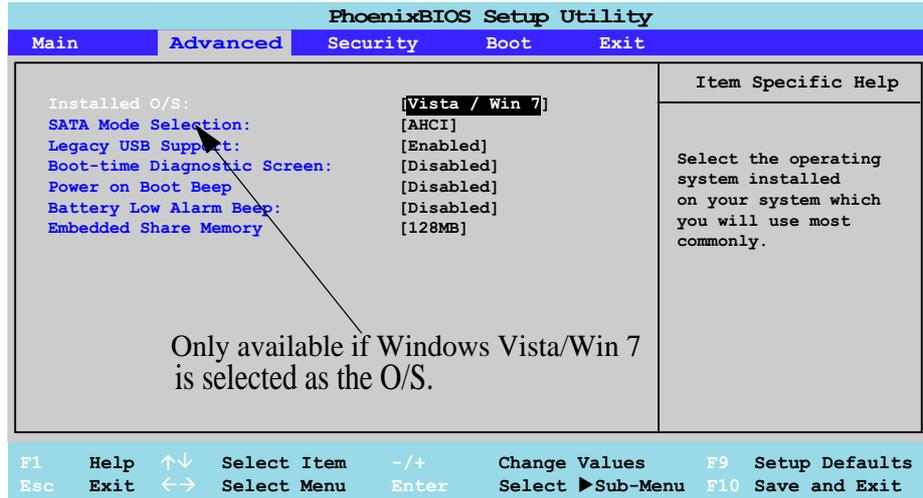 PhoenixBIOS Setup Utility
Main Advanced Security Boot Exit
Item Specific Help
Installed O/S: [Vista / Win 7]
SATA Mode Selection: [AHCI]
Legacy USB Support: [Enabled]
Boot-time Diagnostic Screen: [Disabled]
Power on Boot Beep [Disabled]
Battery Low Alarm Beep: [Disabled]
Embedded Share Memory [128MB]
Select the operating
system installed
on your system which
you will use most
commonly.
Only available if Windows Vista/Win 7
is selected as the O/S.
F1 Help ↑↓ Select Item -/+ Change Values F9 Setup Defaults
Esc Exit ←→ Select Menu Enter Select ▶Sub-Menu F10 Save and Exit